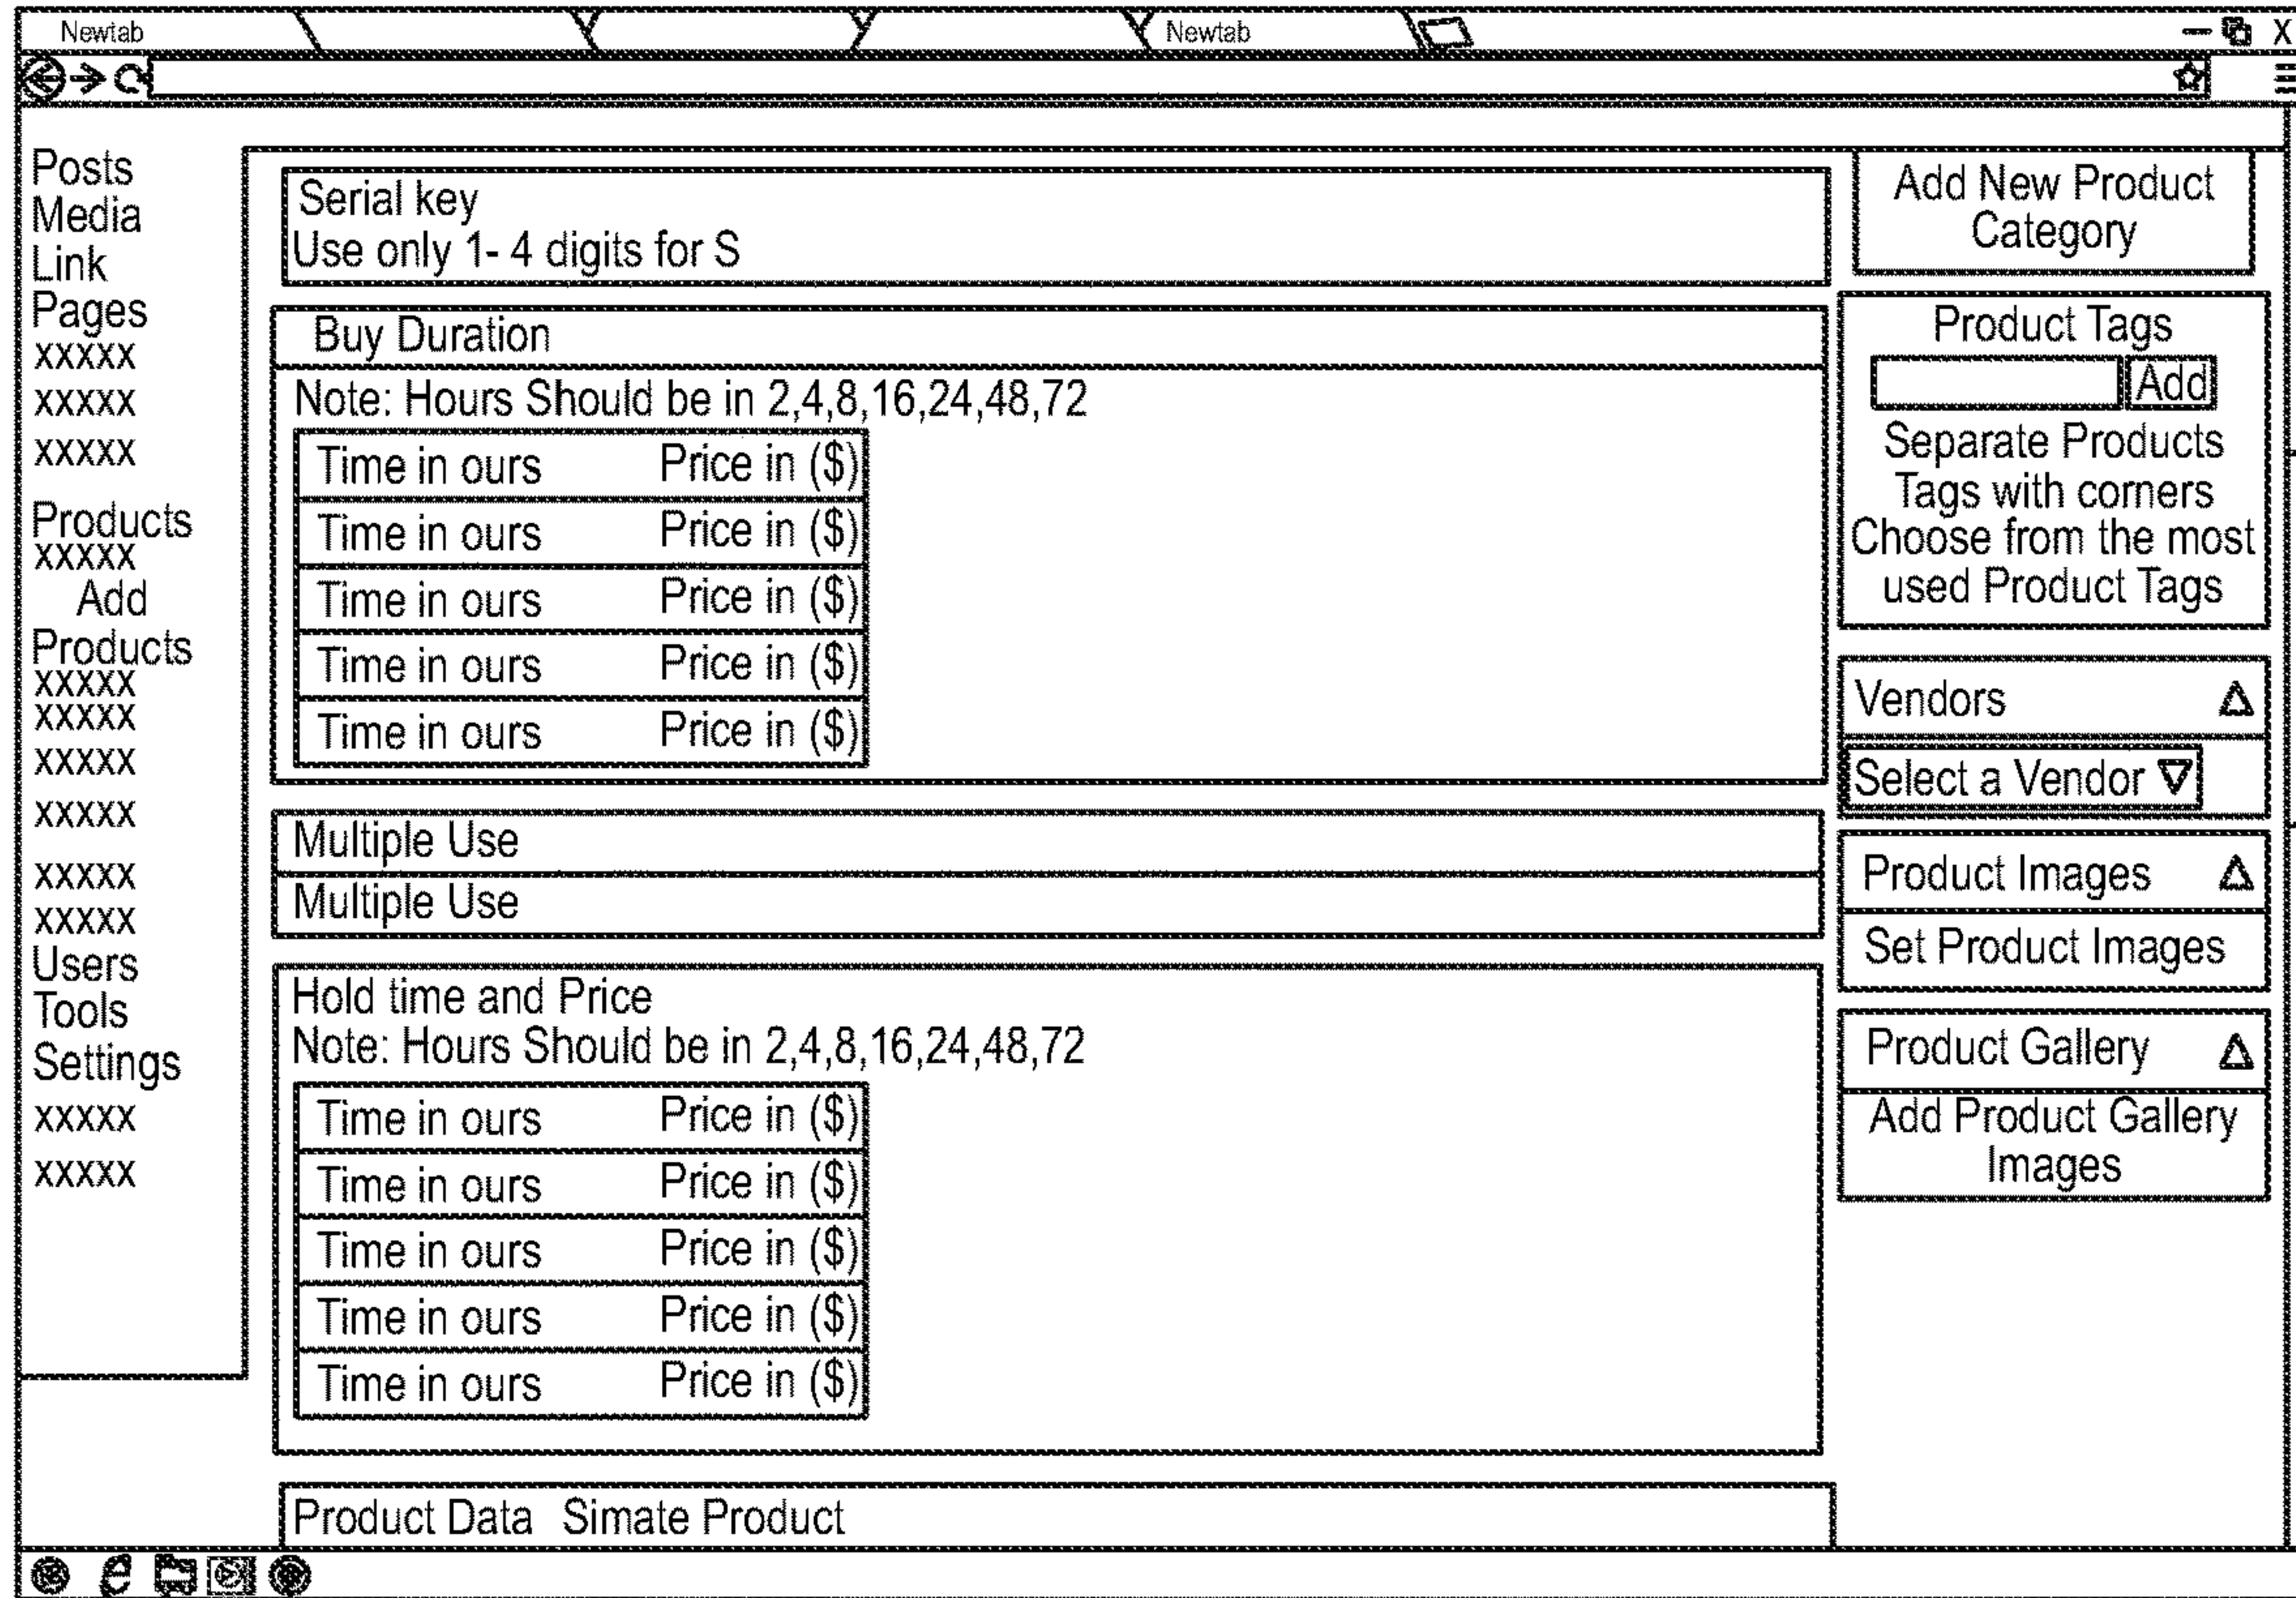 Newtab
Newtab
X
Posts
Media
Link
Pages
xxxxx
xxxxx
xxxxx
Products
xxxxx
Add
Products
xxxxx
xxxxx
xxxxx
xxxxx
xxxxx
xxxxx
Users
Tools
Settings
xxxxx
xxxxx
Serial key
Use only 1- 4 digits for S
Buy Duration
Note: Hours Should be in 2,4,8,16,24,48,72
Time in ours Price in ($)
Time in ours Price in ($)
Time in ours Price in ($)
Time in ours Price in ($)
Time in ours Price in ($)
Multiple Use
Multiple Use
Hold time and Price
Note: Hours Should be in 2,4,8,16,24,48,72
Time in ours Price in ($)
Time in ours Price in ($)
Time in ours Price in ($)
Time in ours Price in ($)
Time in ours Price in ($)
Product Data Simate Product
Add New Product
Category
Product Tags
Add
Separate Products
Tags with corners
Choose from the most
used Product Tags
Vendors
Select a Vendor
Product Images
Set Product Images
Product Gallery
Add Product Gallery
Images